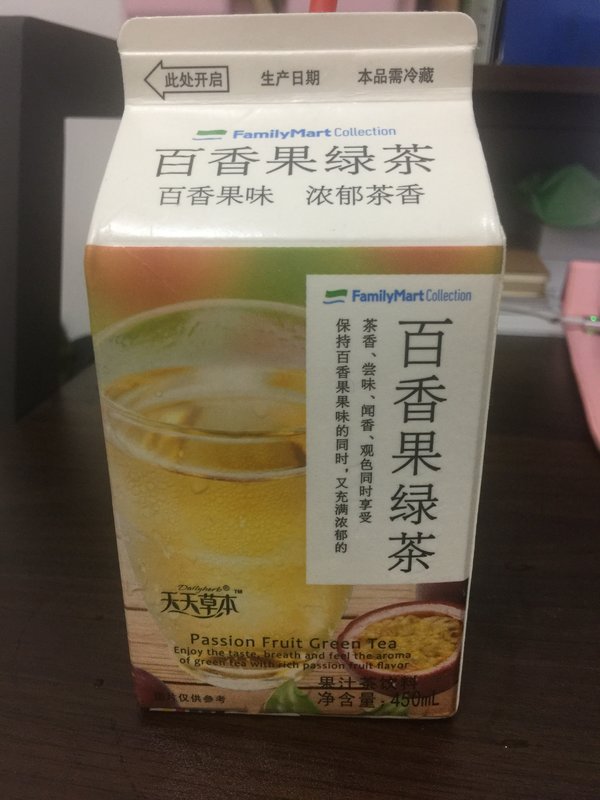 此处开启 生产日期 本品需冷藏
FamilyMart Collection
百香果绿茶
百香果味 浓郁茶香
FamilyMart Collection
百香果绿茶
茶香、尝味、闻香、观色同时享受
保持百香果果味的同时，又充满浓郁的
Dailyherb®
天天草本™
Passion Fruit Green Tea
Enjoy the taste, breath and feel the aroma
of green tea with rich passion fruit flavor
果汁茶饮料
净含量：450mL
图片仅供参考